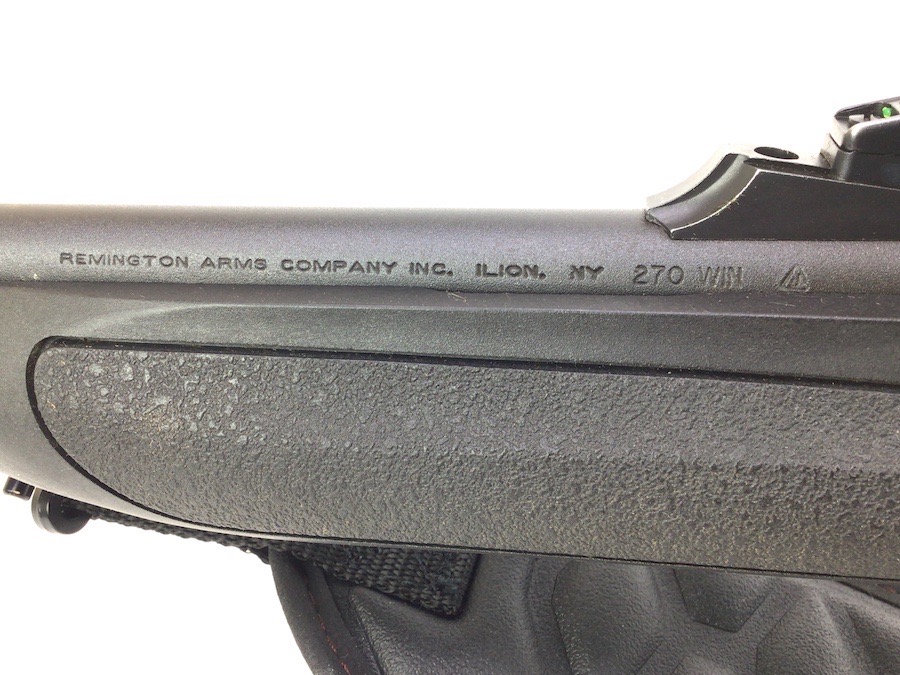 REMINGTON ARMS COMPANY INC. ILION, NY 270 WIN